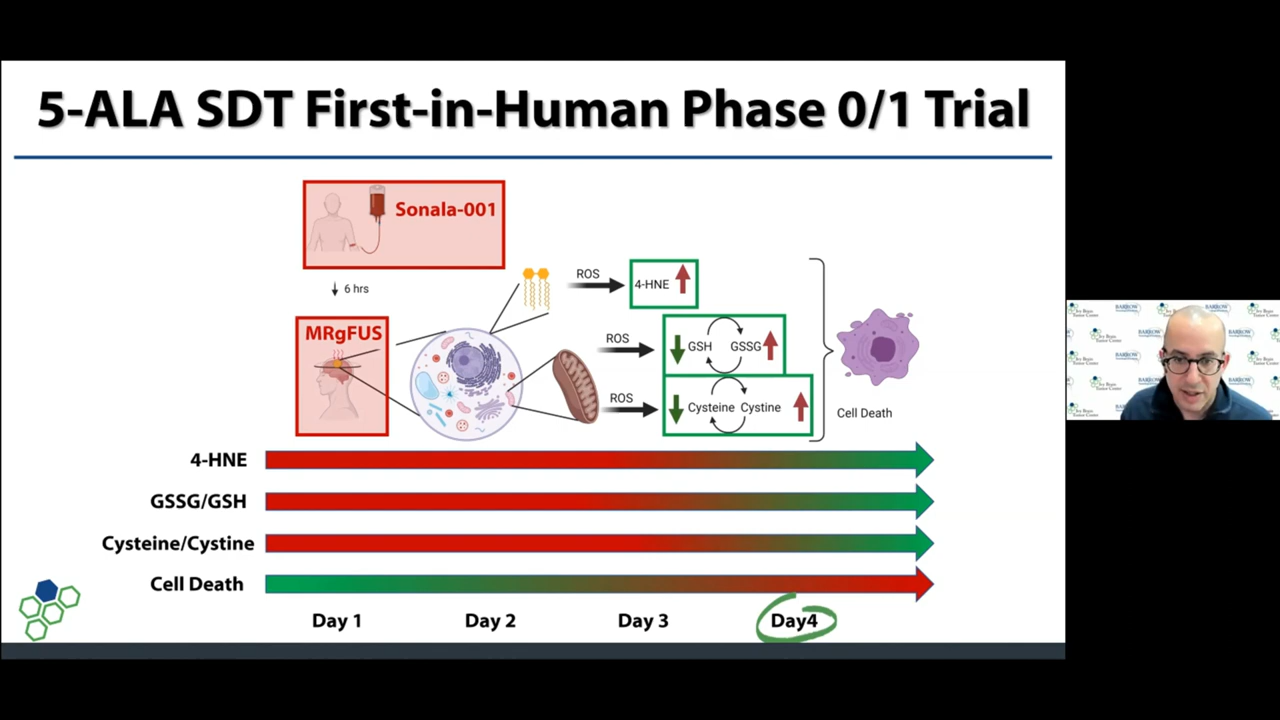 5-ALA SDT First-in-Human Phase 0/1 Trial
Sonala-001
6 hrs
MRgFUS
ROS
4-HNE
ROS
GSH GSSG
ROS
Cysteine Cystine
Cell Death
4-HNE
GSSG/GSH
Cysteine/Cystine
Cell Death
Day 1 Day 2 Day 3 Day4